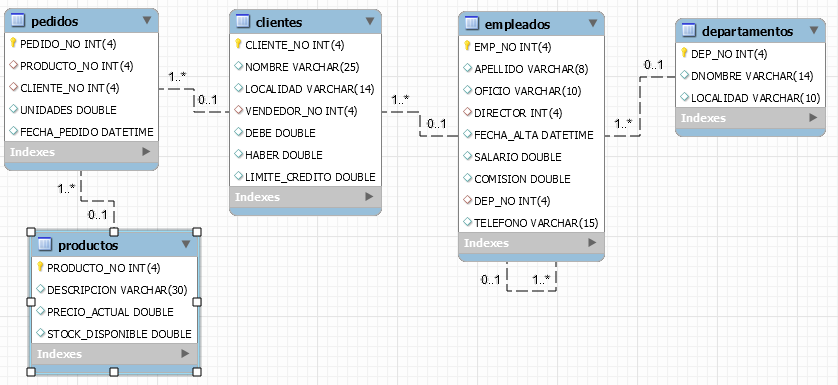 pedidos
PEDIDO_NO INT(4)
PRODUCTO_NO INT(4)
CLIENTE_NO INT(4)
UNIDADES DOUBLE
FECHA_PEDIDO DATETIME
Indexes
1..*
0..1
clientes
CLIENTE_NO INT(4)
NOMBRE VARCHAR(25)
LOCALIDAD VARCHAR(14)
VENDEDOR_NO INT(4)
DEBE DOUBLE
HABER DOUBLE
LIMITE_CREDITO DOUBLE
Indexes
1..*
0..1
empleados
EMP_NO INT(4)
APELLIDO VARCHAR(8)
OFICIO VARCHAR(10)
DIRECTOR INT(4)
FECHA_ALTA DATETIME
SALARIO DOUBLE
COMISION DOUBLE
DEP_NO INT(4)
TELEFONO VARCHAR(15)
Indexes
0..1
1..*
1..*
0..1
departamentos
DEP_NO INT(4)
DNOMBRE VARCHAR(14)
LOCALIDAD VARCHAR(10)
Indexes
1..*
0..1
productos
PRODUCTO_NO INT(4)
DESCRIPCION VARCHAR(30)
PRECIO_ACTUAL DOUBLE
STOCK_DISPONIBLE DOUBLE
Indexes